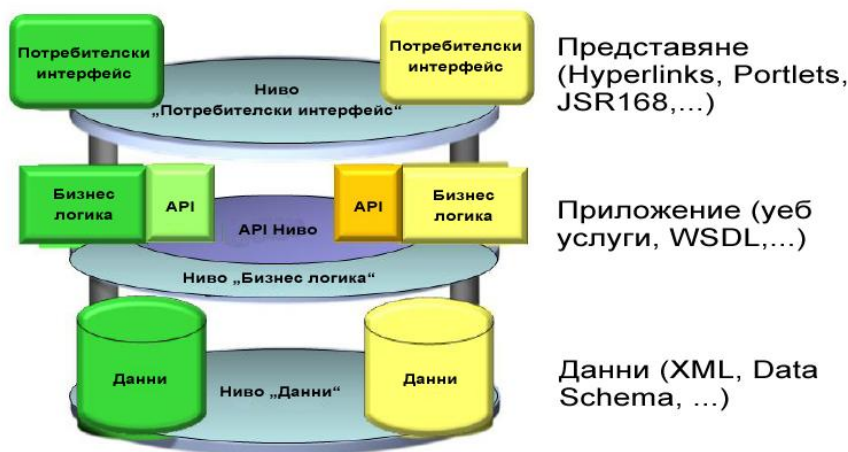 Потребителски
интерфейс
Потребителски
интерфейс
Ниво
„Потребителски интерфейс“
Представяне
(Hyperlinks, Portlets,
JSR168,...)
Бизнес
логика
API
API Ниво
API
Бизнес
логика
Ниво „Бизнес логика“
Приложение (уеб
услуги, WSDL,...)
Данни
Ниво „Данни“
Данни
Данни (XML, Data
Schema, ...)